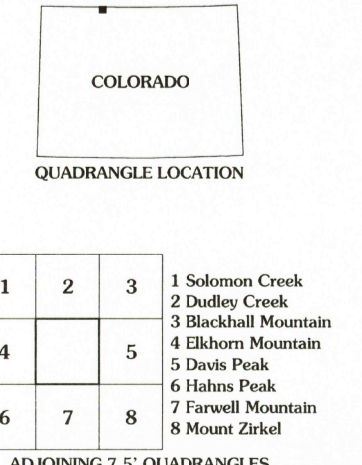 COLORADO
QUADRANGLE LOCATION
1 2 3
4 5
6 7 8
1 Solomon Creek
2 Dudley Creek
3 Blackhall Mountain
4 Elkhorn Mountain
5 Davis Peak
6 Hahns Peak
7 Farwell Mountain
8 Mount Zirkel
ADJOINING 7.5' QUADRANGLES